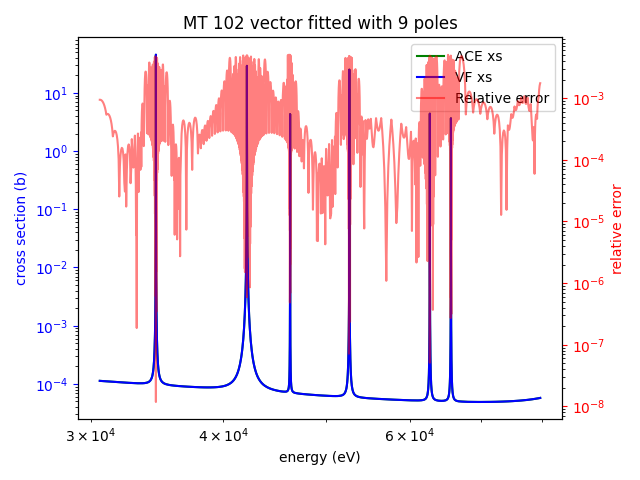 MT 102 vector fitted with 9 poles
ACE xs
VF xs
Relative error
cross section (b)
10¹
10⁰
10⁻¹
10⁻²
10⁻³
10⁻⁴
relative error
10⁻³
10⁻⁴
10⁻⁵
10⁻⁶
10⁻⁷
10⁻⁸
3 × 10⁴
4 × 10⁴
6 × 10⁴
energy (eV)